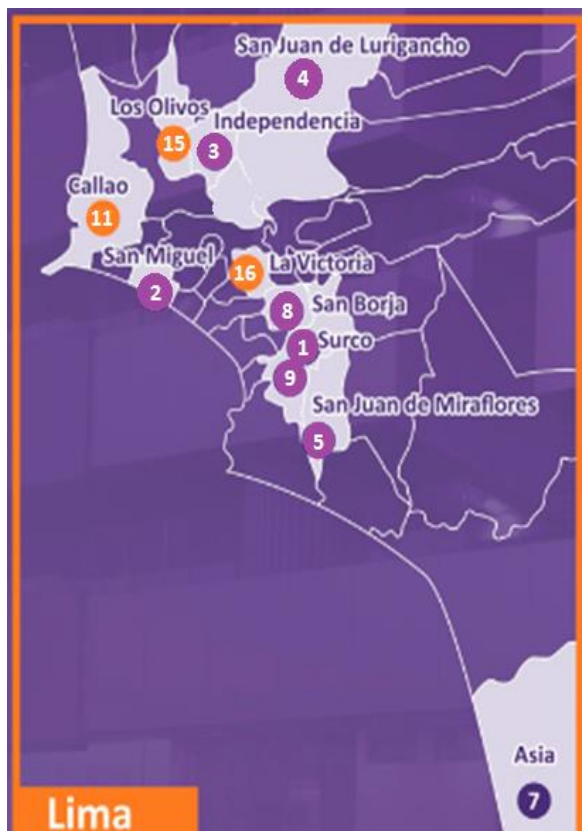 San Juan de Lurigancho
4
Los Olivos
15
Independencia
3
Callao
11
San Miguel
2
La Victoria
16
San Borja
8
Surco
1
9
San Juan de Miraflores
5
Asia
7
Lima